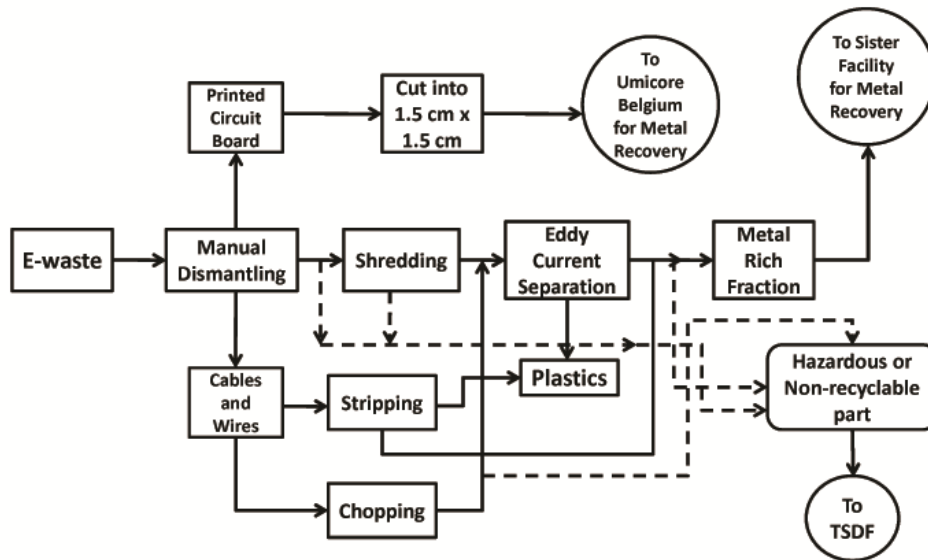 To
Umicore
Belgium
for Metal
Recovery
To Sister
Facility
for Metal
Recovery
Printed
Circuit
Board
Cut into
1.5 cm x
1.5 cm
E-waste
Manual
Dismantling
Shredding
Eddy
Current
Separation
Metal
Rich
Fraction
Cables
and
Wires
Stripping
Plastics
Hazardous or
Non-recyclable
part
Chopping
To
TSDF